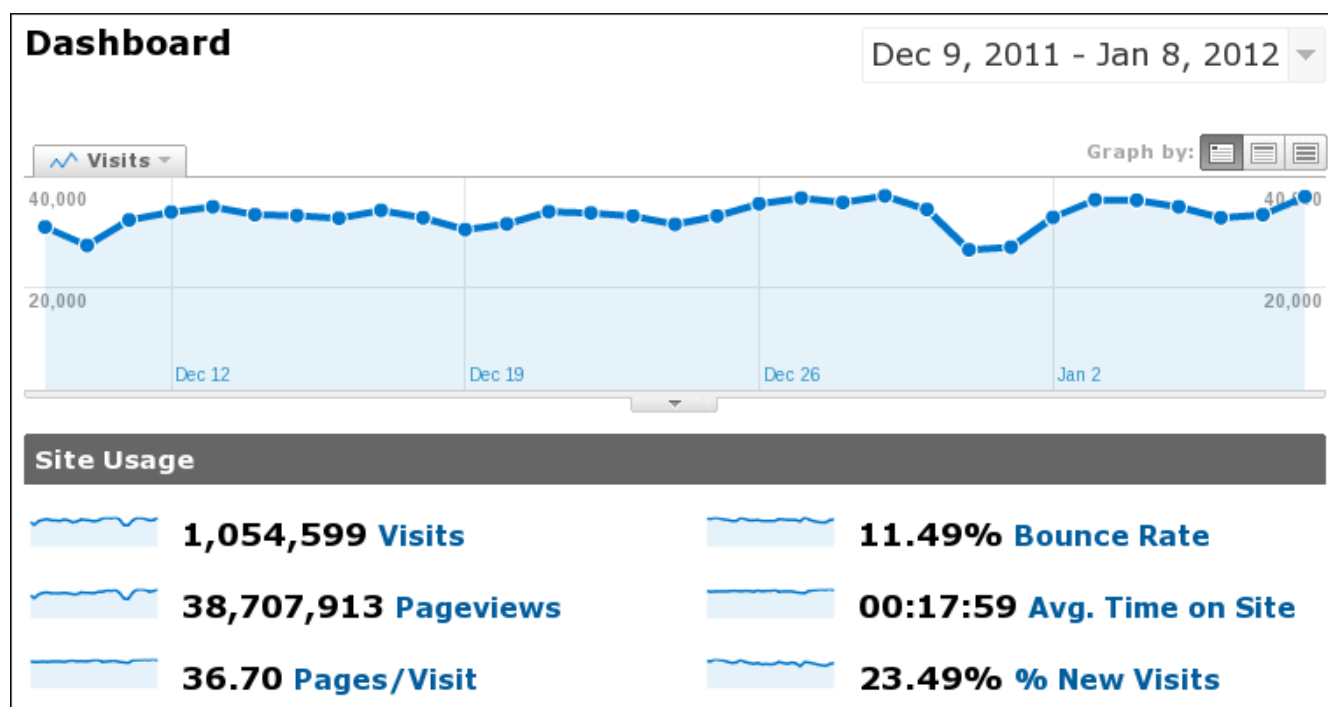 Dashboard
Dec 9, 2011 - Jan 8, 2012
Visits
Graph by:
40,000
40,000
20,000
20,000
Dec 12
Dec 19
Dec 26
Jan 2
Site Usage
1,054,599 Visits
11.49% Bounce Rate
38,707,913 Pageviews
00:17:59 Avg. Time on Site
36.70 Pages/Visit
23.49% % New Visits